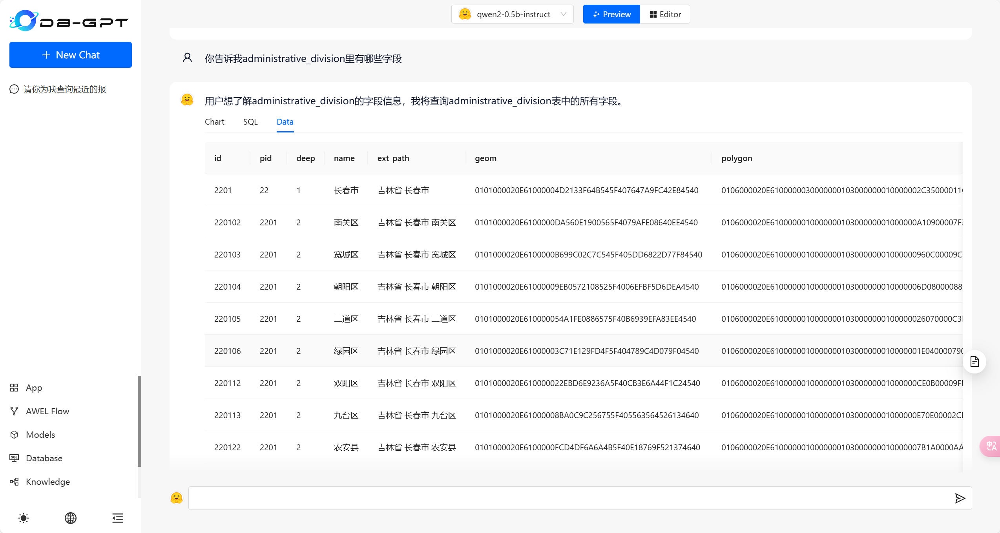 DB-GPT
qwen2-0.5b-instruct
Preview
Editor
New Chat
请你为我查询最近的报
你告诉我administrative_division里有哪些字段
用户想了解administrative_division的字段信息，我将查询administrative_division表中的所有字段。
Chart SQL Data
id pid deep name ext_path geom polygon
2201 22 1 长春市 吉林省 长春市 0101000020E61000004D2133F64B545F407647A9FC42E84540 0106000020E61000000300000001030000000010000002C35000011
220102 2201 2 南关区 吉林省 长春市 南关区 0101000020E6100000DA560E1900565F4079AFE08640EE4540 0106000020E610000001000000010300000001000000A10900007F
220103 2201 2 宽城区 吉林省 长春市 宽城区 0101000020E6100000B699C02C7C545F405DD6822D77F84540 0106000020E610000001000000010300000001000000960C00009C
220104 2201 2 朝阳区 吉林省 长春市 朝阳区 0101000020E61000009EB0572108525F4006EFBF5D6DEA4540 0106000020E61000000100000001030000000010000006D08000088
220105 2201 2 二道区 吉林省 长春市 二道区 0101000020E610000054A1FE0886575F40B6939EFA83EE4540 0106000020E61000000100000001030000000100000026070000C3
220106 2201 2 绿园区 吉林省 长春市 绿园区 0101000020E61000003C71E129FD4F5F404789C4D079F04540 0106000020E61000000100000001030000000010000001E04000079
220112 2201 2 双阳区 吉林省 长春市 双阳区 0101000020E610000022EBD6E9236A5F40CB3E6A44F1C24540 0106000020E610000001000000010300000001000000CE0B00009F
220113 2201 2 九台区 吉林省 长春市 九台区 0101000020E61000008BA0C9C256755F405563564526134640 0106000020E610000001000000010300000001000000E70E00002C
220122 2201 2 农安县 吉林省 长春市 农安县 0101000020E6100000FCD4DF6A6A4B5F40E18769F521374640 0106000020E61000000100000001030000000010000007B1A0000AA
App
AWEL Flow
Models
SQL Database
Knowledge